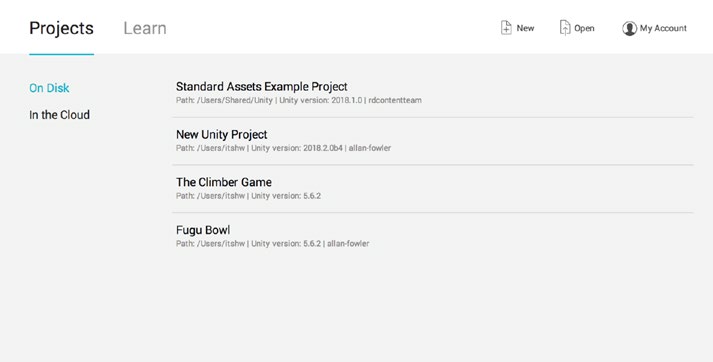 Projects
Learn
New
Open
My Account
On Disk
In the Cloud
Standard Assets Example Project
Path: /Users/Shared/Unity | Unity version: 2018.1.0 | rdcontentteam
New Unity Project
Path: /Users/itshw | Unity version: 2018.2.0b4 | allan-fowler
The Climber Game
Path: /Users/itshw | Unity version: 5.6.2
Fugu Bowl
Path: /Users/itshw | Unity version: 5.6.2 | allan-fowler